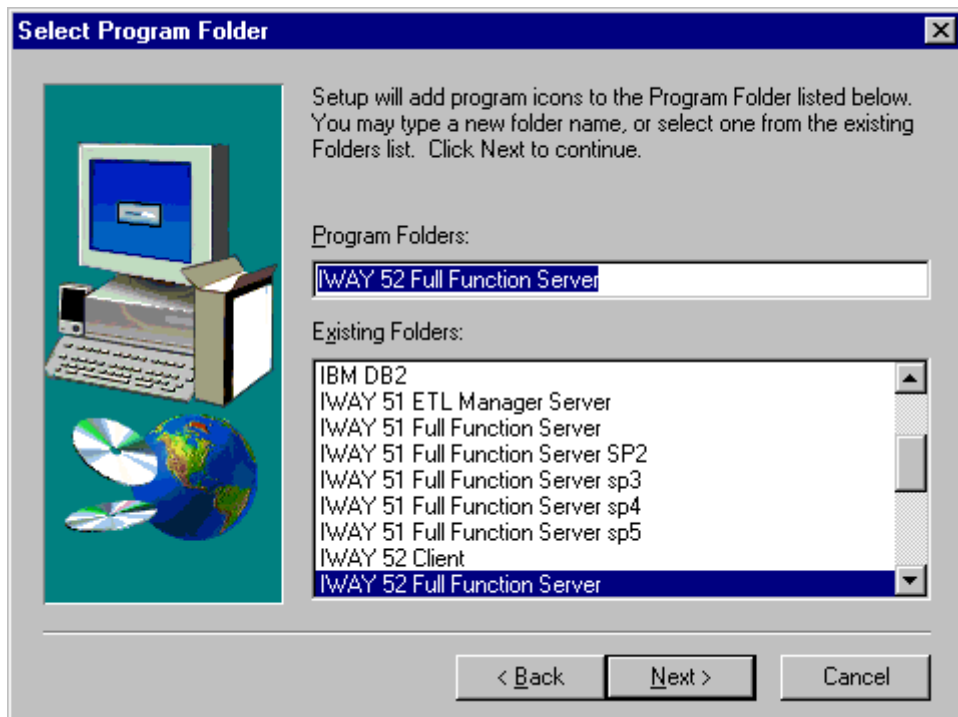 Select Program Folder
Setup will add program icons to the Program Folder listed below.
You may type a new folder name, or select one from the existing
Folders list. Click Next to continue.
Program Folders:
IWAY 52 Full Function Server
Existing Folders:
IBM DB2
IWAY 51 ETL Manager Server
IWAY 51 Full Function Server
IWAY 51 Full Function Server SP2
IWAY 51 Full Function Server sp3
IWAY 51 Full Function Server sp4
IWAY 51 Full Function Server sp5
IWAY 52 Client
IWAY 52 Full Function Server
< Back
Next >
Cancel